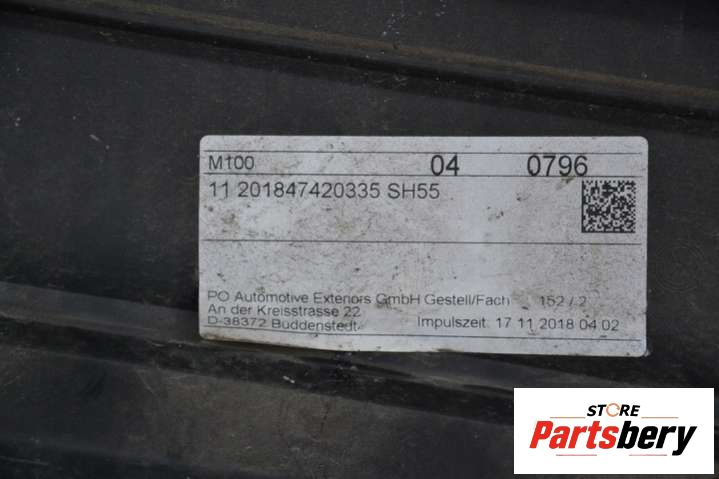 M100 04 0796
11 201847420335 SH55
PO Automotive Exteriors GmbH Gestell/Fach 152 / 2
An der Kreisstrasse 22
D-38372 Büddenstedt Impulszeit 17 11 2018 04 02
STORE
Partsbery